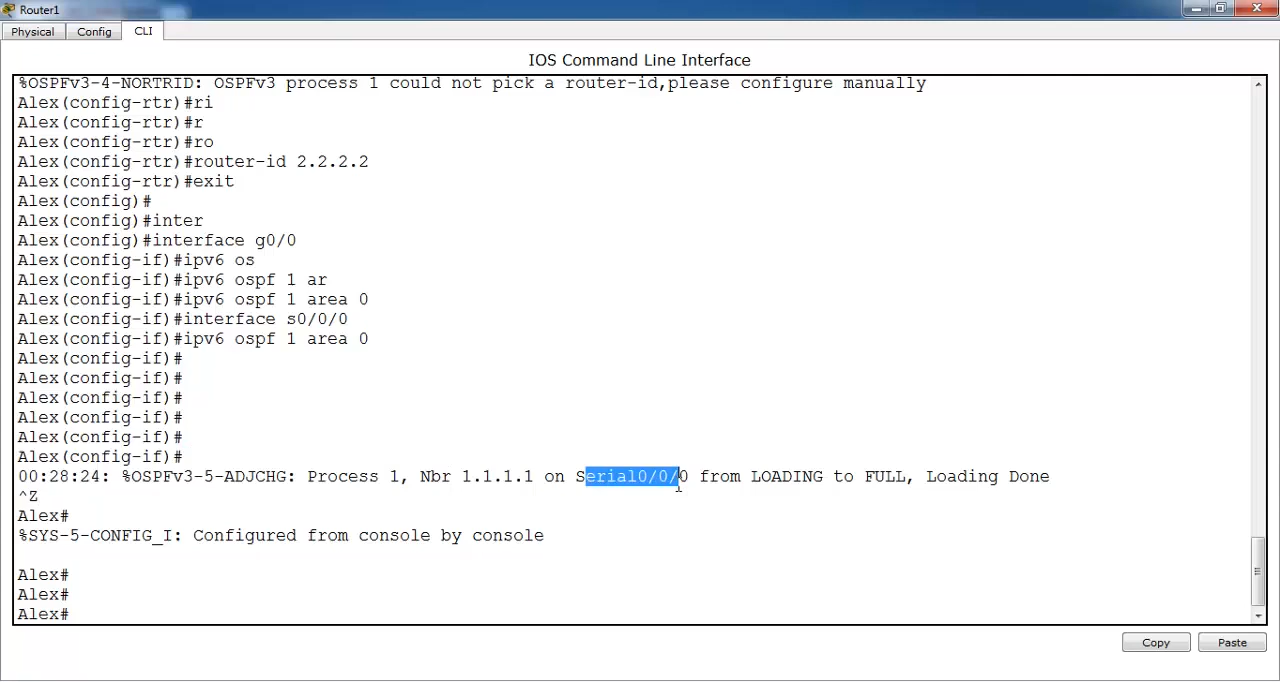 Router1
Physical Config CLI
IOS Command Line Interface
%OSPFv3-4-NORTRID: OSPFv3 process 1 could not pick a router-id,please configure manually
Alex(config-rtr)#ri
Alex(config-rtr)#r
Alex(config-rtr)#ro
Alex(config-rtr)#router-id 2.2.2.2
Alex(config-rtr)#exit
Alex(config)#
Alex(config)#inter
Alex(config)#interface g0/0
Alex(config-if)#ipv6 os
Alex(config-if)#ipv6 ospf 1 ar
Alex(config-if)#ipv6 ospf 1 area 0
Alex(config-if)#interface s0/0/0
Alex(config-if)#ipv6 ospf 1 area 0
Alex(config-if)#
Alex(config-if)#
Alex(config-if)#
Alex(config-if)#
Alex(config-if)#
Alex(config-if)#
00:28:24: %OSPFv3-5-ADJCHG: Process 1, Nbr 1.1.1.1 on Serial0/0/0 from LOADING to FULL, Loading Done
^Z
Alex#
%SYS-5-CONFIG_I: Configured from console by console
Alex#
Alex#
Alex#
Copy Paste